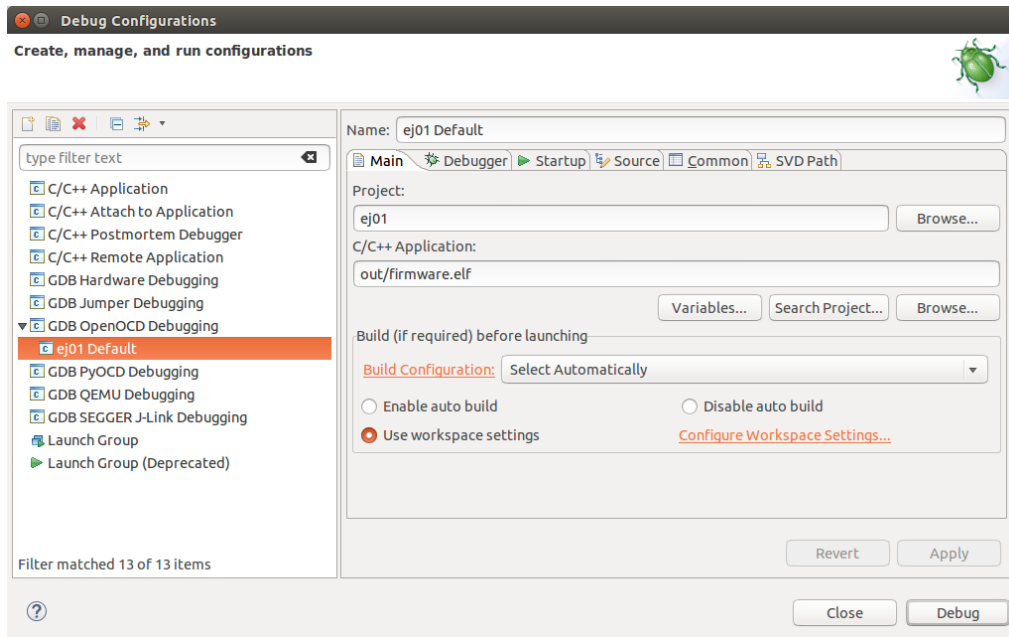 Debug Configurations
Create, manage, and run configurations
type filter text
C/C++ Application
C/C++ Attach to Application
C/C++ Postmortem Debugger
C/C++ Remote Application
GDB Hardware Debugging
GDB Jumper Debugging
GDB OpenOCD Debugging
ej01 Default
GDB PyOCD Debugging
GDB QEMU Debugging
GDB SEGGER J-Link Debugging
Launch Group
Launch Group (Deprecated)
Filter matched 13 of 13 items
Name: ej01 Default
Main Debugger Startup Source Common SVD Path
Project:
ej01 Browse...
C/C++ Application:
out/firmware.elf
Variables... Search Project... Browse...
Build (if required) before launching
Build Configuration: Select Automatically
Enable auto build Disable auto build
Use workspace settings Configure Workspace Settings...
Revert Apply
? Close Debug